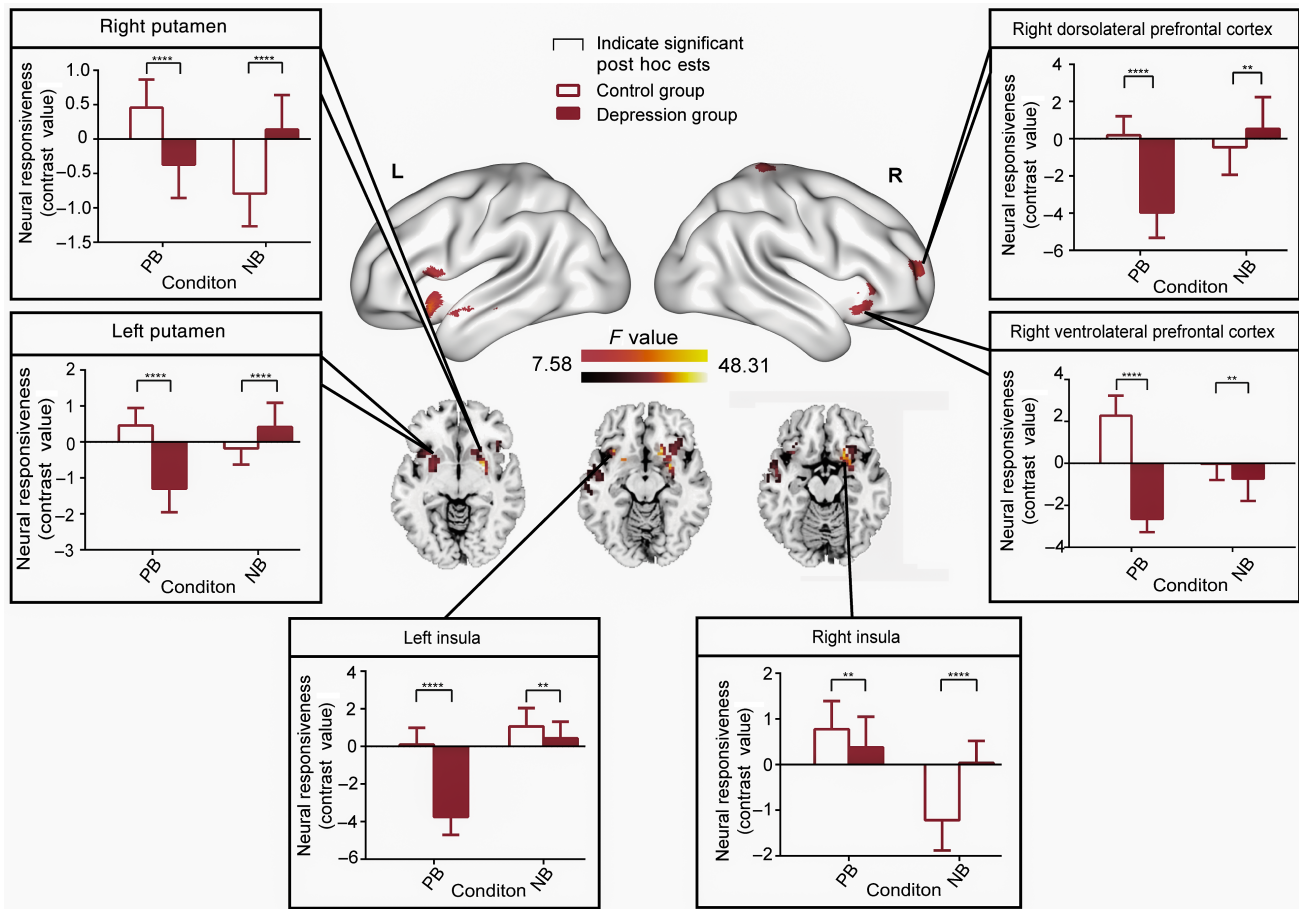 Right putamen
Neural responsiveness
(contrast value)
1.0
0.5
0
−0.5
−1.0
−1.5
****
****
PB
NB
Conditon
Indicate significant
post hoc ests
Control group
Depression group
Right dorsolateral prefrontal cortex
Neural responsiveness
(contrast value)
4
2
0
−2
−4
−6
****
**
PB
NB
Conditon
L
R
Left putamen
Neural responsiveness
(contrast value)
2
1
0
−1
−2
−3
****
****
PB
NB
Conditon
F value
7.58
48.31
Right ventrolateral prefrontal cortex
Neural responsiveness
(contrast value)
4
2
0
−2
−4
****
**
PB
NB
Conditon
Left insula
Neural responsiveness
(contrast value)
4
2
0
−2
−4
−6
****
**
PB
NB
Conditon
Right insula
Neural responsiveness
(contrast value)
2
1
0
−1
−2
**
****
PB
NB
Conditon